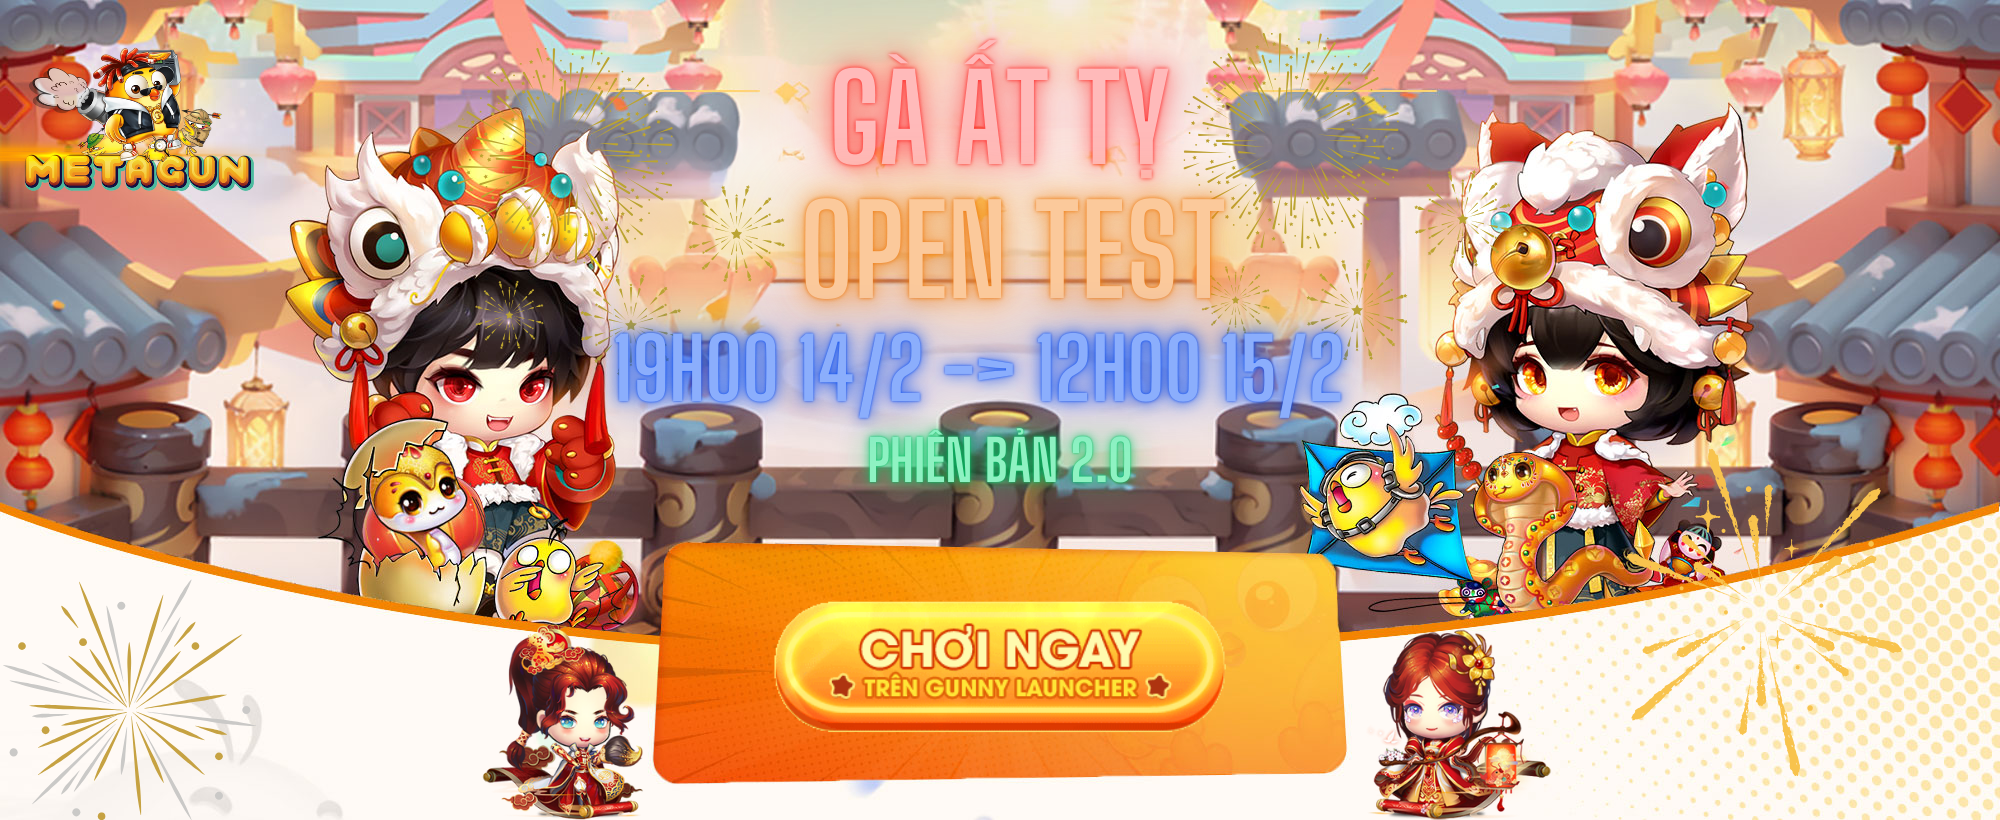 METAGUN
GÀ ẤT TỴ
OPEN TEST
19H00 14/2 -> 12H00 15/2
PHIÊN BẢN 2.0
CHƠI NGAY
TRÊN GUNNY LAUNCHER